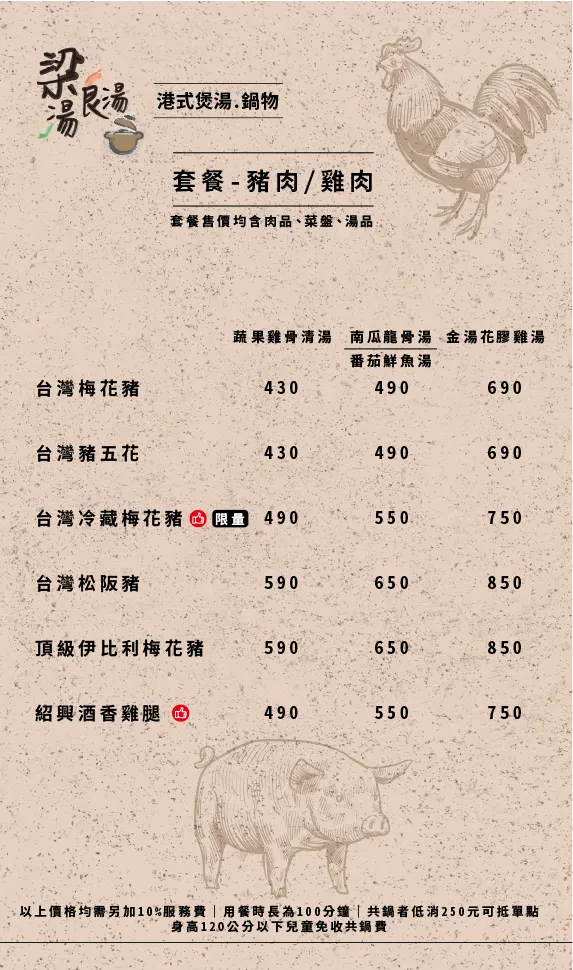 梁湯良湯
港式煲湯.鍋物
套餐-豬肉/雞肉
套餐售價均含肉品、菜盤、湯品
蔬果雞骨清湯 南瓜龍骨湯 金湯花膠雞湯
番茄鮮魚湯
台灣梅花豬 430 490 690
台灣豬五花 430 490 690
台灣冷藏梅花豬 限量 490 550 750
台灣松阪豬 590 650 850
頂級伊比利梅花豬 590 650 850
紹興酒香雞腿 490 550 750
以上價格均需另加10%服務費｜用餐時長為100分鐘｜共鍋者低消250元可抵單點
身高120公分以下兒童免收共鍋費